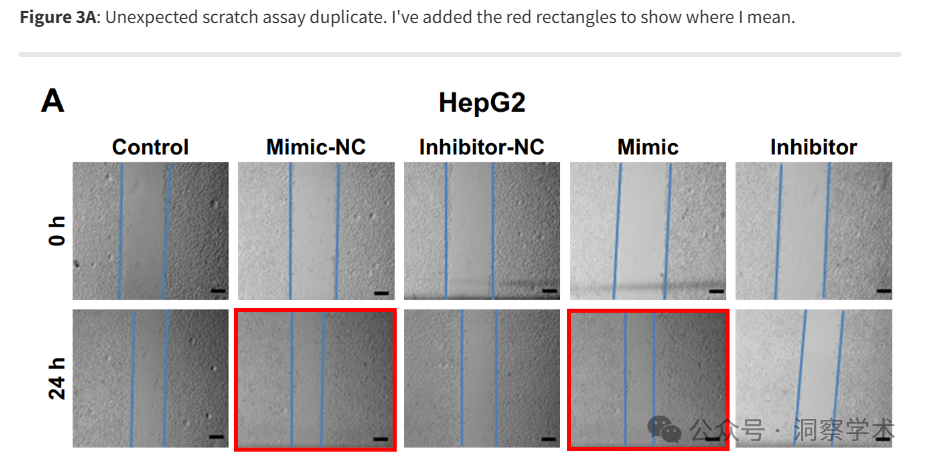 Figure 3A: Unexpected scratch assay duplicate. I've added the red rectangles to show where I mean.
A
HepG2
Control Mimic-NC Inhibitor-NC Mimic Inhibitor
0 h
24 h
公众号 · 洞察学术